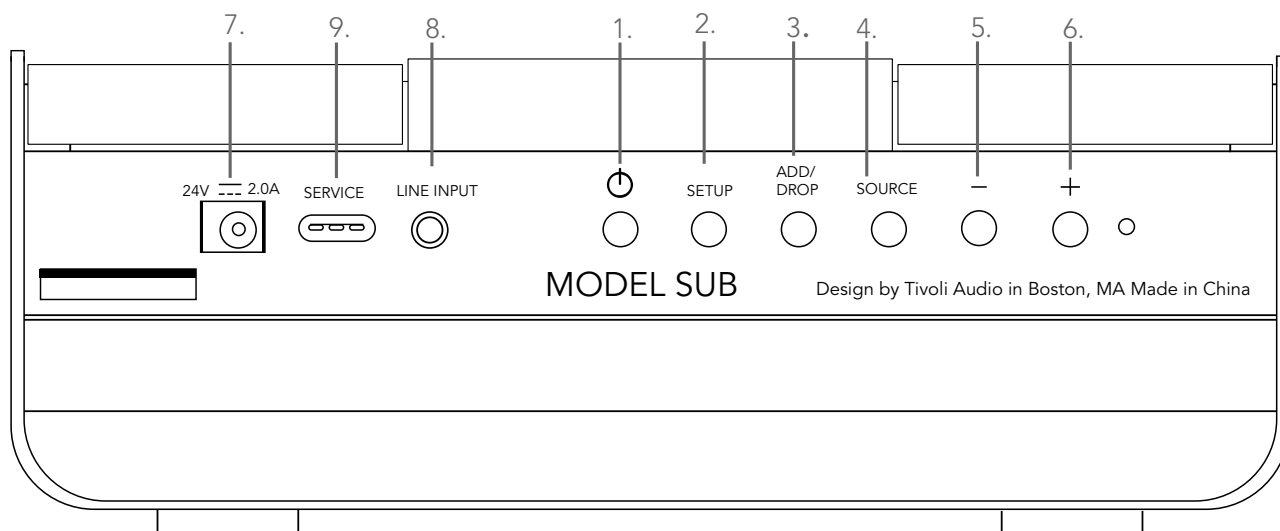 7. 9. 8. 1. 2. 3. 4. 5. 6.
24V 2.0A SERVICE LINE INPUT SETUP ADD/ DROP SOURCE − +
MODEL SUB Design by Tivoli Audio in Boston, MA Made in China